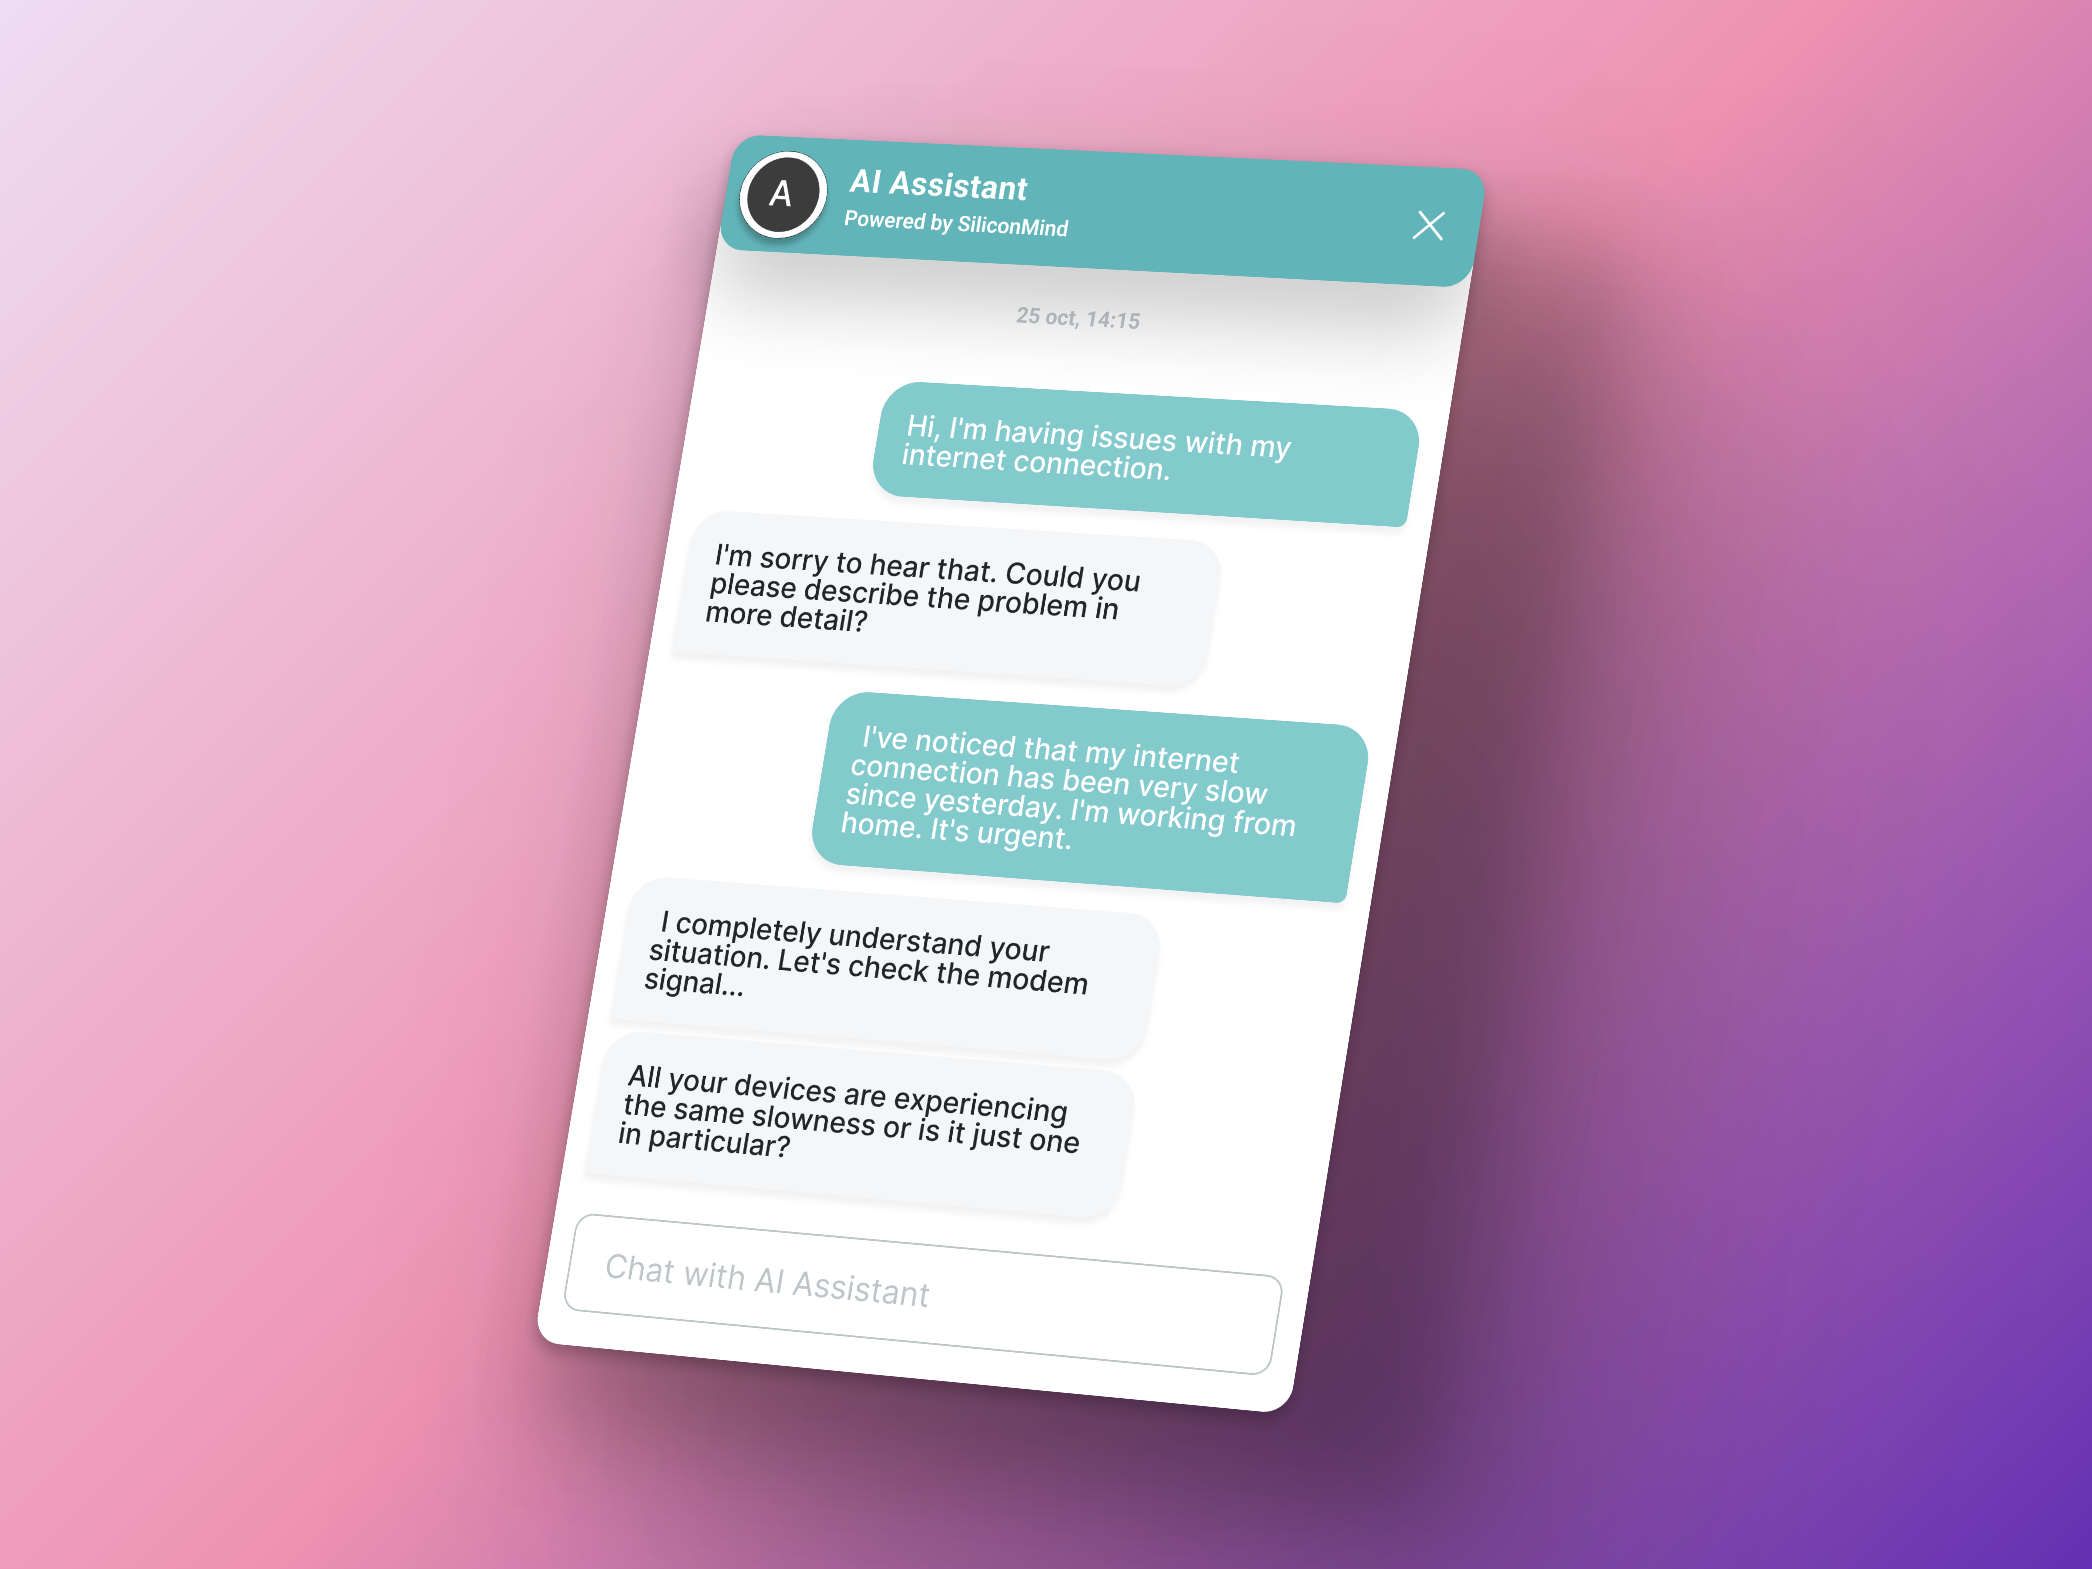 A
AI Assistant
Powered by SiliconMind
25 oct, 14:15
Hi, I'm having issues with my
internet connection.
I'm sorry to hear that. Could you
please describe the problem in
more detail?
I've noticed that my internet
connection has been very slow
since yesterday. I'm working from
home. It's urgent.
I completely understand your
situation. Let's check the modem
signal...
All your devices are experiencing
the same slowness or is it just one
in particular?
Chat with AI Assistant